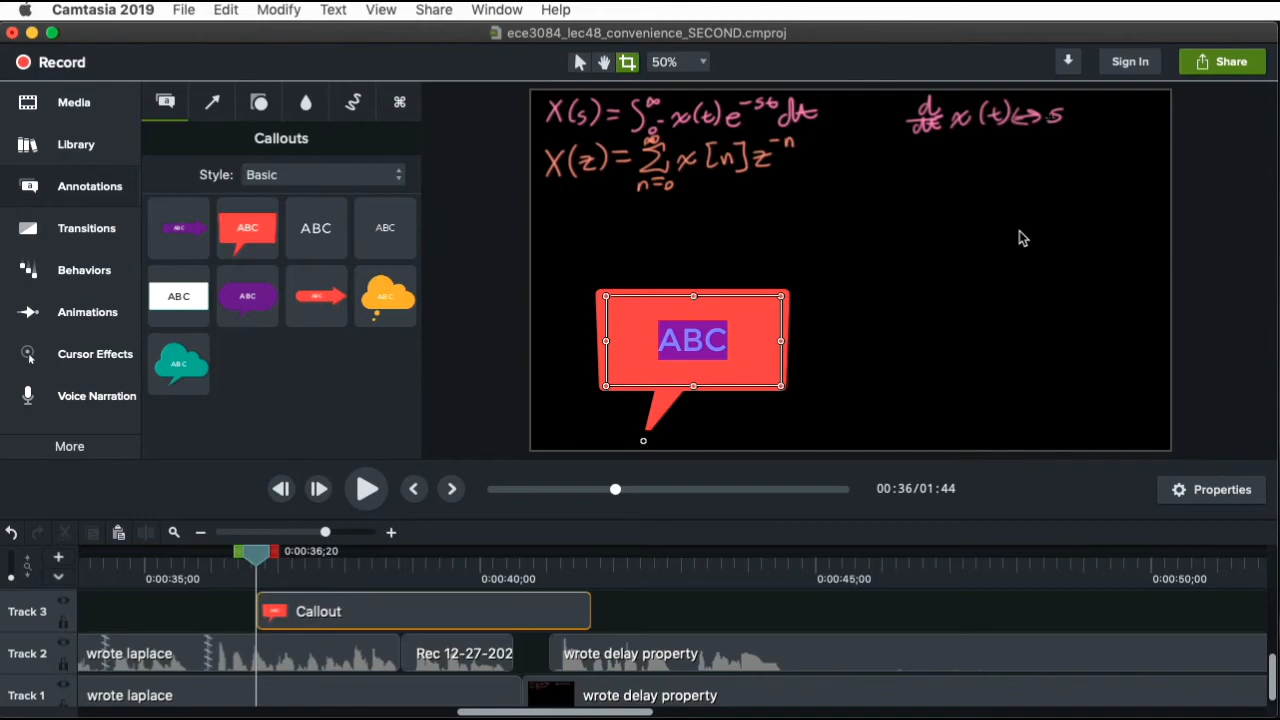 Camtasia 2019 File Edit Modify Text View Share Window Help
ece3084_lec48_convenience_SECOND.cmproj
Record 50% Sign In Share
Media
Library
Annotations
Transitions
Behaviors
Animations
Cursor Effects
Voice Narration
More
Callouts
Style: Basic
ABC ABC ABC ABC
ABC ABC ABC ABC
ABC
X(s) = ∫₀₋^∞ x(t) e^{-st} dt d/dt x(t) ↔ s
X(z) = ∑_{n=0}^∞ x[n] z^{-n}
ABC
00:36/01:44 Properties
0:00:36;20
0:00:35;00 0:00:40;00 0:00:45;00 0:00:50;00
Track 3 Callout
Track 2 wrote laplace Rec 12-27-202 wrote delay property
Track 1 wrote laplace wrote delay property